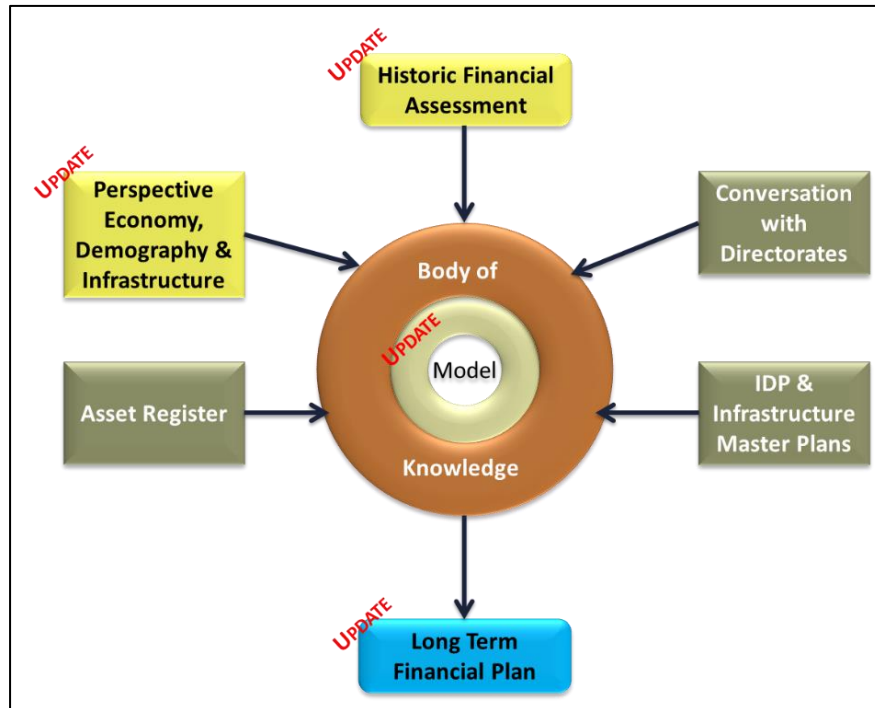 UPDATE
Historic Financial
Assessment
UPDATE
Perspective
Economy,
Demography &
Infrastructure
Conversation
with
Directorates
Body of
UPDATE
Model
Knowledge
Asset Register
IDP &
Infrastructure
Master Plans
UPDATE
Long Term
Financial Plan